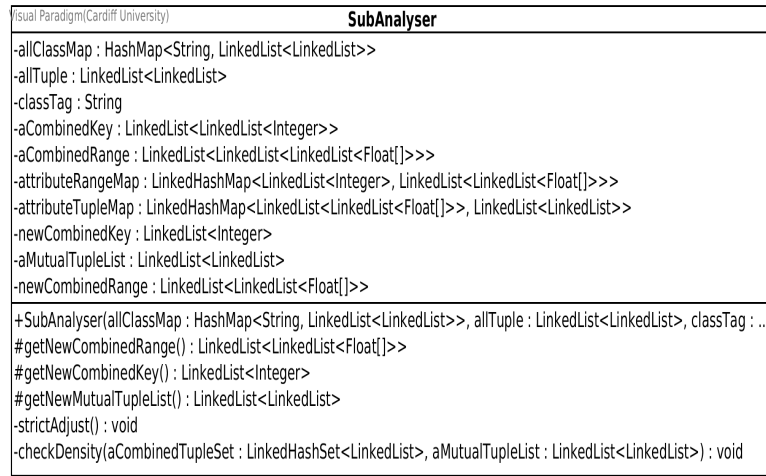 Visual Paradigm(Cardiff University)
SubAnalyser
-allClassMap : HashMap<String, LinkedList<LinkedList>>
-allTuple : LinkedList<LinkedList>
-classTag : String
-aCombinedKey : LinkedList<LinkedList<Integer>>
-aCombinedRange : LinkedList<LinkedList<LinkedList<Float[]>>>
-attributeRangeMap : LinkedHashMap<LinkedList<Integer>, LinkedList<LinkedList<Float[]>>>
-attributeTupleMap : LinkedHashMap<LinkedList<LinkedList<Float[]>>, LinkedList<LinkedList>>
-newCombinedKey : LinkedList<Integer>
-aMutualTupleList : LinkedList<LinkedList>
-newCombinedRange : LinkedList<LinkedList<Float[]>>
+SubAnalyser(allClassMap : HashMap<String, LinkedList<LinkedList>>, allTuple : LinkedList<LinkedList>, classTag : ..
#getNewCombinedRange() : LinkedList<LinkedList<Float[]>>
#getNewCombinedKey() : LinkedList<Integer>
#getNewMutualTupleList() : LinkedList<LinkedList>
-strictAdjust() : void
-checkDensity(aCombinedTupleSet : LinkedHashSet<LinkedList>, aMutualTupleList : LinkedList<LinkedList>) : void